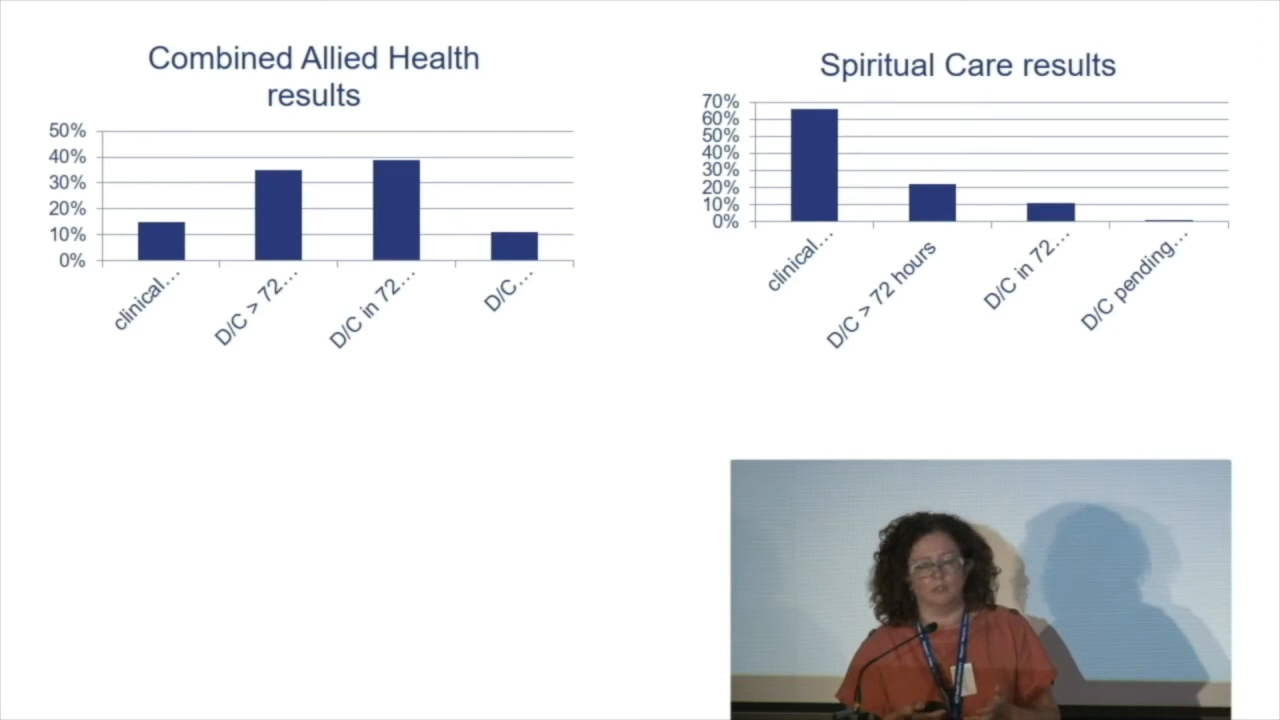 Combined Allied Health
results
50%
40%
30%
20%
10%
0%
clinical...
D/C > 72...
D/C in 72...
D/C...
Spiritual Care results
70%
60%
50%
40%
30%
20%
10%
0%
clinical...
D/C > 72 hours
D/C in 72...
D/C pending...